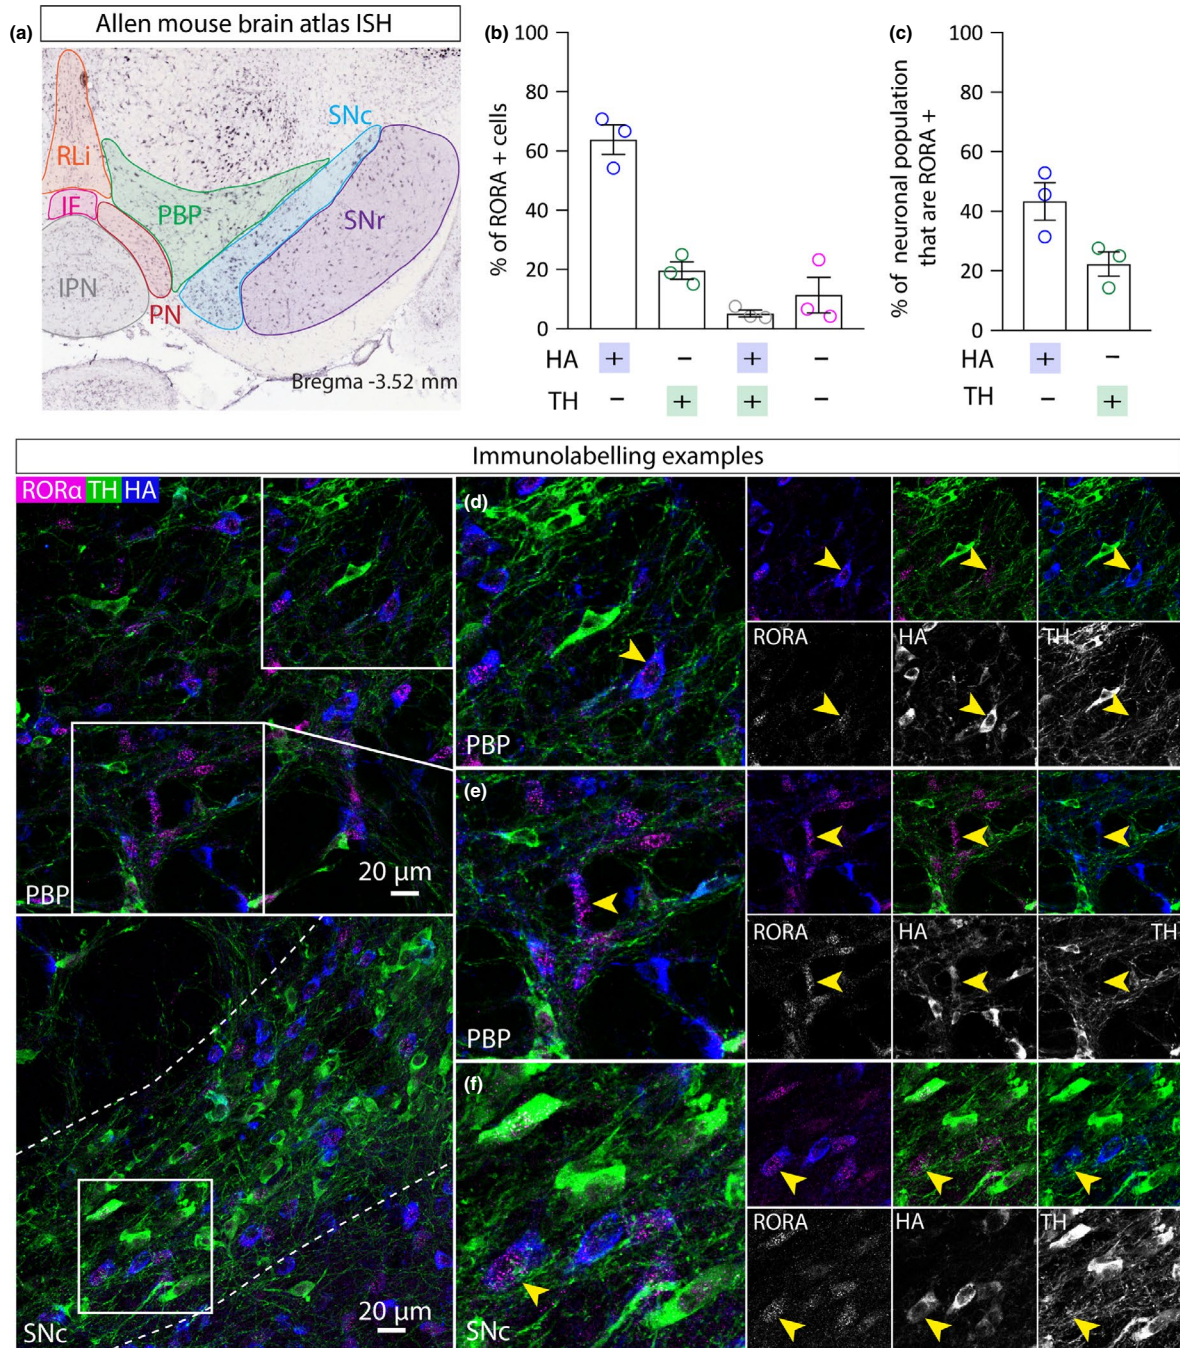 Allen mouse brain atlas ISH
(a)
RLi
IF
IPN
PN
PBP
SNc
SNr
Bregma -3.52 mm
(b)
% of RORA + cells
100
80
60
40
20
0
HA + − + −
TH − + + −
(c)
% of neuronal population
that are RORA +
100
80
60
40
20
0
HA + −
TH − +
Immunolabelling examples
RORα TH HA
PBP
20 µm
SNc
20 µm
(d)
PBP
RORA
HA
TH
(e)
PBP
RORA
HA
TH
(f)
SNc
RORA
HA
TH